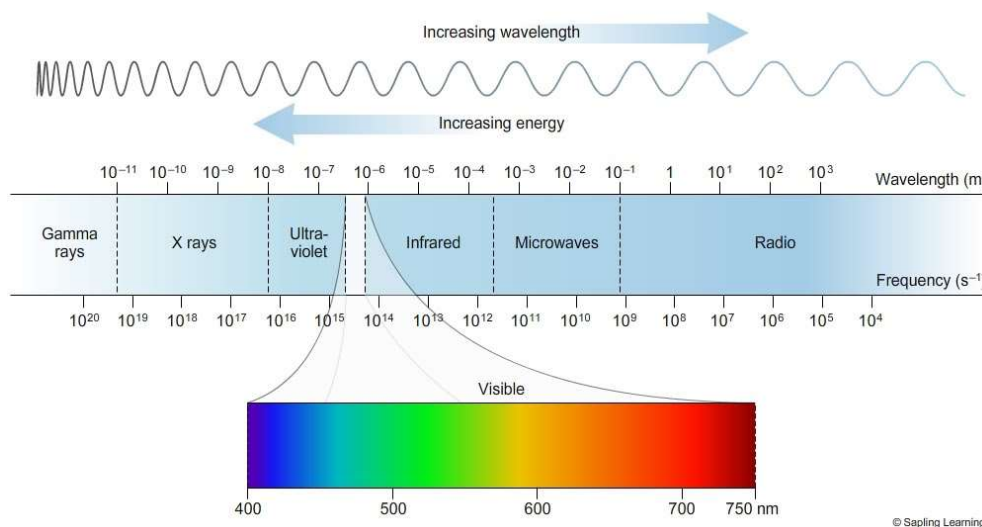 Increasing wavelength
Increasing energy
10⁻¹¹ 10⁻¹⁰ 10⁻⁹ 10⁻⁸ 10⁻⁷ 10⁻⁶ 10⁻⁵ 10⁻⁴ 10⁻³ 10⁻² 10⁻¹ 1 10¹ 10² 10³ Wavelength (m
Gamma rays
X rays
Ultra-
violet
Infrared
Microwaves
Radio
Frequency (s⁻¹
10²⁰ 10¹⁹ 10¹⁸ 10¹⁷ 10¹⁶ 10¹⁵ 10¹⁴ 10¹³ 10¹² 10¹¹ 10¹⁰ 10⁹ 10⁸ 10⁷ 10⁶ 10⁵ 10⁴
Visible
400 500 600 700 750 nm
© Sapling Learning